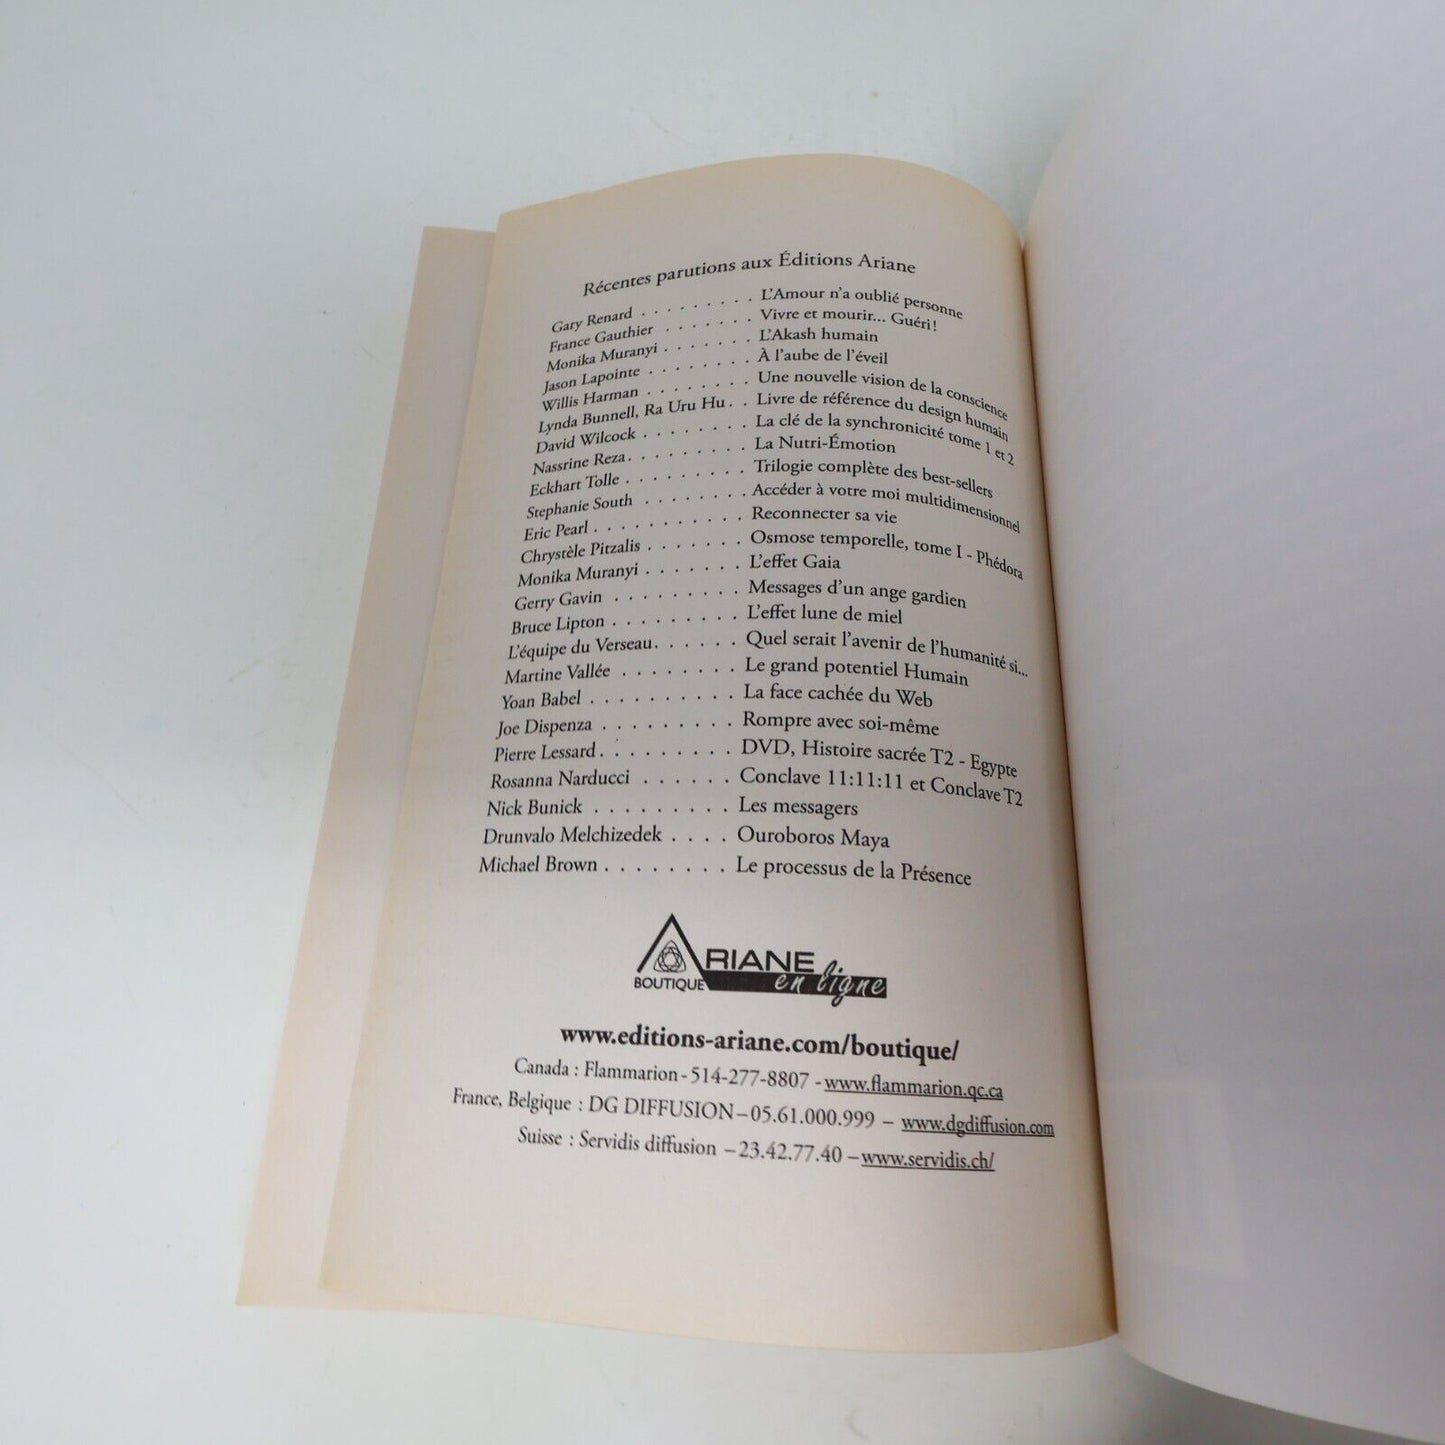 Récentes parutions aux Éditions Ariane
Gary Renard . . . . . . . . . L'Amour n'a oublié personne
France Gauthier . . . . . . . Vivre et mourir... Guéri!
Monika Muranyi . . . . . . . L'Akash humain
Jason Lapointe . . . . . . . . À l'aube de l'éveil
Willis Harman . . . . . . . . Une nouvelle vision de la conscience
Lynda Bunnell, Ra Uru Hu . . Livre de référence du design humain
David Wilcock . . . . . . . . La clé de la synchronicité tome 1 et 2
Nassrine Reza. . . . . . . . . La Nutri-Émotion
Eckhart Tolle . . . . . . . . . Trilogie complète des best-sellers
Stephanie South . . . . . . . . Accéder à votre moi multidimensionnel
Eric Pearl . . . . . . . . . . . Reconnecter sa vie
Chrystèle Pitzalis . . . . . . . Osmose temporelle, tome I - Phédora
Monika Muranyi . . . . . . . L'effet Gaia
Gerry Gavin . . . . . . . . . Messages d'un ange gardien
Bruce Lipton . . . . . . . . . L'effet lune de miel
L'équipe du Verseau. . . . . . Quel serait l'avenir de l'humanité si...
Martine Vallée . . . . . . . . Le grand potentiel Humain
Yoan Babel . . . . . . . . . . La face cachée du Web
Joe Dispenza . . . . . . . . . Rompre avec soi-même
Pierre Lessard . . . . . . . . . DVD, Histoire sacrée T2 - Egypte
Rosanna Narducci . . . . . . Conclave 11:11:11 et Conclave T2
Nick Bunick . . . . . . . . . Les messagers
Drunvalo Melchizedek . . . . Ouroboros Maya
Michael Brown . . . . . . . . Le processus de la Présence
ARIANE
BOUTIQUE en ligne
www.editions-ariane.com/boutique/
Canada : Flammarion - 514-277-8807 - www.flammarion.qc.ca
France, Belgique : DG DIFFUSION – 05.61.000.999 – www.dgdiffusion.com
Suisse : Servidis diffusion – 23.42.77.40 – www.servidis.ch/